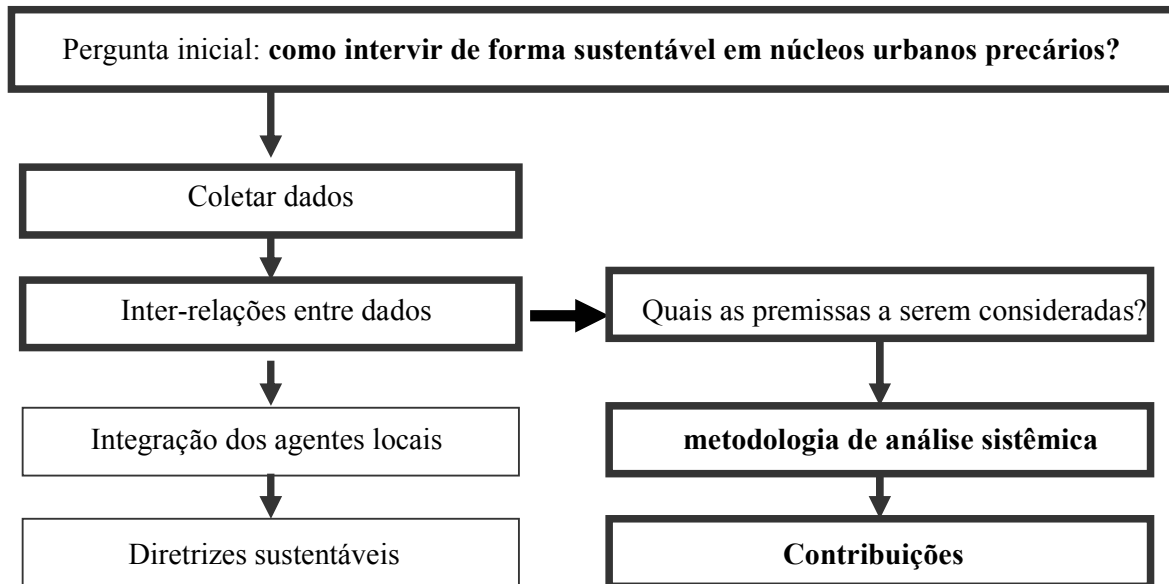 Pergunta inicial: como intervir de forma sustentável em núcleos urbanos precários?
Coletar dados
Inter-relações entre dados
Quais as premissas a serem consideradas?
Integração dos agentes locais
metodologia de análise sistêmica
Diretrizes sustentáveis
Contribuições